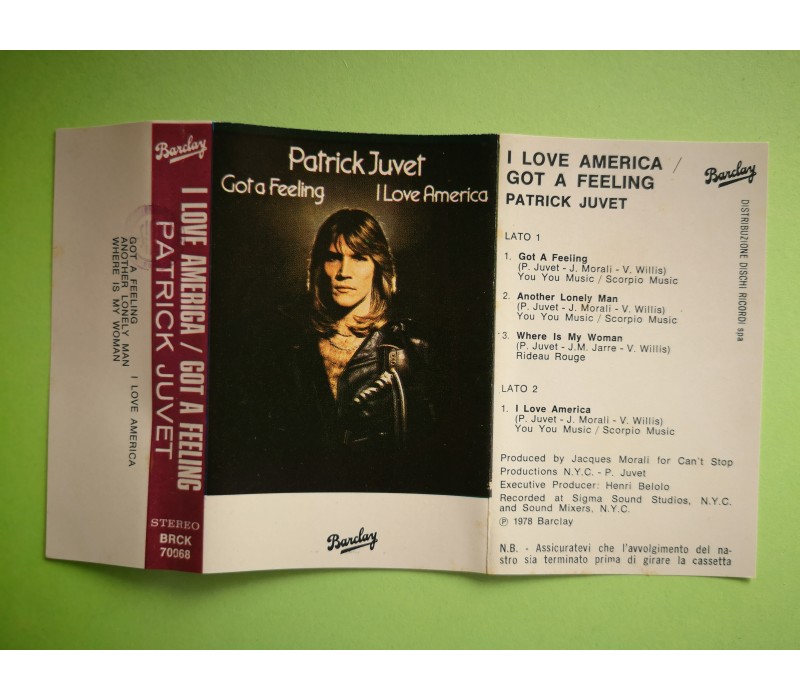 GOT A FEELING
ANOTHER LONELY MAN
WHERE IS MY WOMAN
I LOVE AMERICA
Barclay
I LOVE AMERICA / GOT A FEELING
PATRICK JUVET
STEREO
BRCK
70068
Patrick Juvet
Got a Feeling I Love America
Barclay
I LOVE AMERICA /
GOT A FEELING
PATRICK JUVET
Barclay
DISTRIBUZIONE DISCHI RICORDI spa
LATO 1
1. Got A Feeling
(P. Juvet - J. Morali - V. Willis)
You You Music / Scorpio Music
2. Another Lonely Man
(P. Juvet - J. Morali - V. Willis)
You You Music / Scorpio Music
3. Where Is My Woman
(P. Juvet - J.M. Jarre - V. Willis)
Rideau Rouge
LATO 2
1. I Love America
(P. Juvet - J. Morali - V. Willis)
You You Music / Scorpio Music
Produced by Jacques Morali for Can't Stop
Productions N.Y.C. - P. Juvet
Executive Producer: Henri Belolo
Recorded at Sigma Sound Studios, N.Y.C.
and Sound Mixers, N.Y.C.
℗ 1978 Barclay
N.B. - Assicuratevi che l'avvolgimento del na-
stro sia terminato prima di girare la cassetta